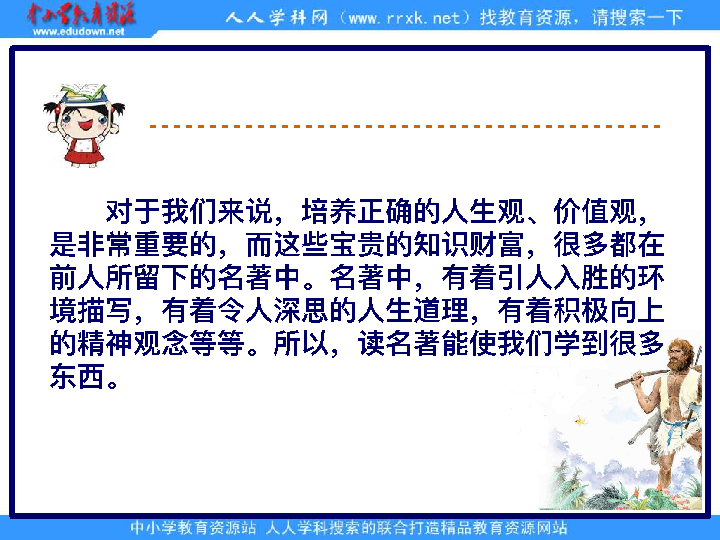 中小学教育资源
www.edudown.net
人人学科网（www.rrxk.net）找教育资源，请搜索一下
对于我们来说，培养正确的人生观、价值观，
是非常重要的，而这些宝贵的知识财富，很多都在
前人所留下的名著中。名著中，有着引人入胜的环
境描写，有着令人深思的人生道理，有着积极向上
的精神观念等等。所以，读名著能使我们学到很多
东西。
中小学教育资源站 人人学科搜索的联合打造精品教育资源网站